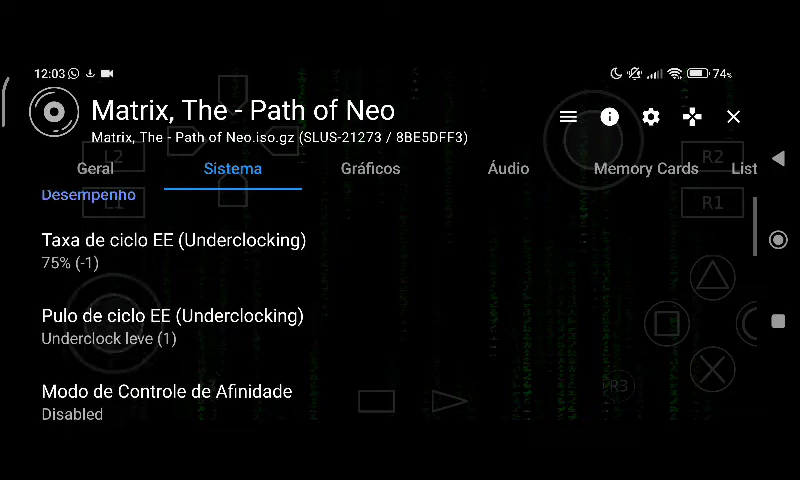 12:03
74%
Matrix, The - Path of Neo
Matrix, The - Path of Neo.iso.gz (SLUS-21273 / 8BE5DFF3)
L2
R2
Geral
Sistema
Gráficos
Áudio
Memory Cards
List
Desempenho
L1
R1
Taxa de ciclo EE (Underclocking)
75% (-1)
Pulo de ciclo EE (Underclocking)
Underclock leve (1)
Modo de Controle de Afinidade
Disabled
R3